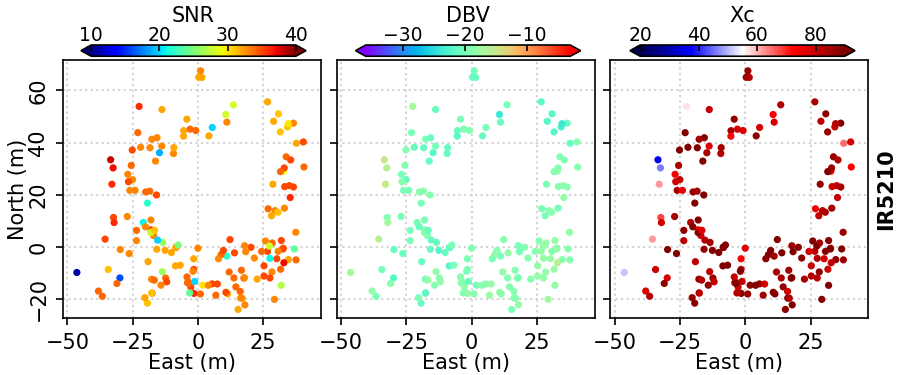 SNR DBV Xc
10 20 30 40 −30 −20 −10 20 40 60 80
60
40
20
0
−20
North (m)
IR5210
−50 −25 0 25 −50 −25 0 25 −50 −25 0 25
East (m) East (m) East (m)